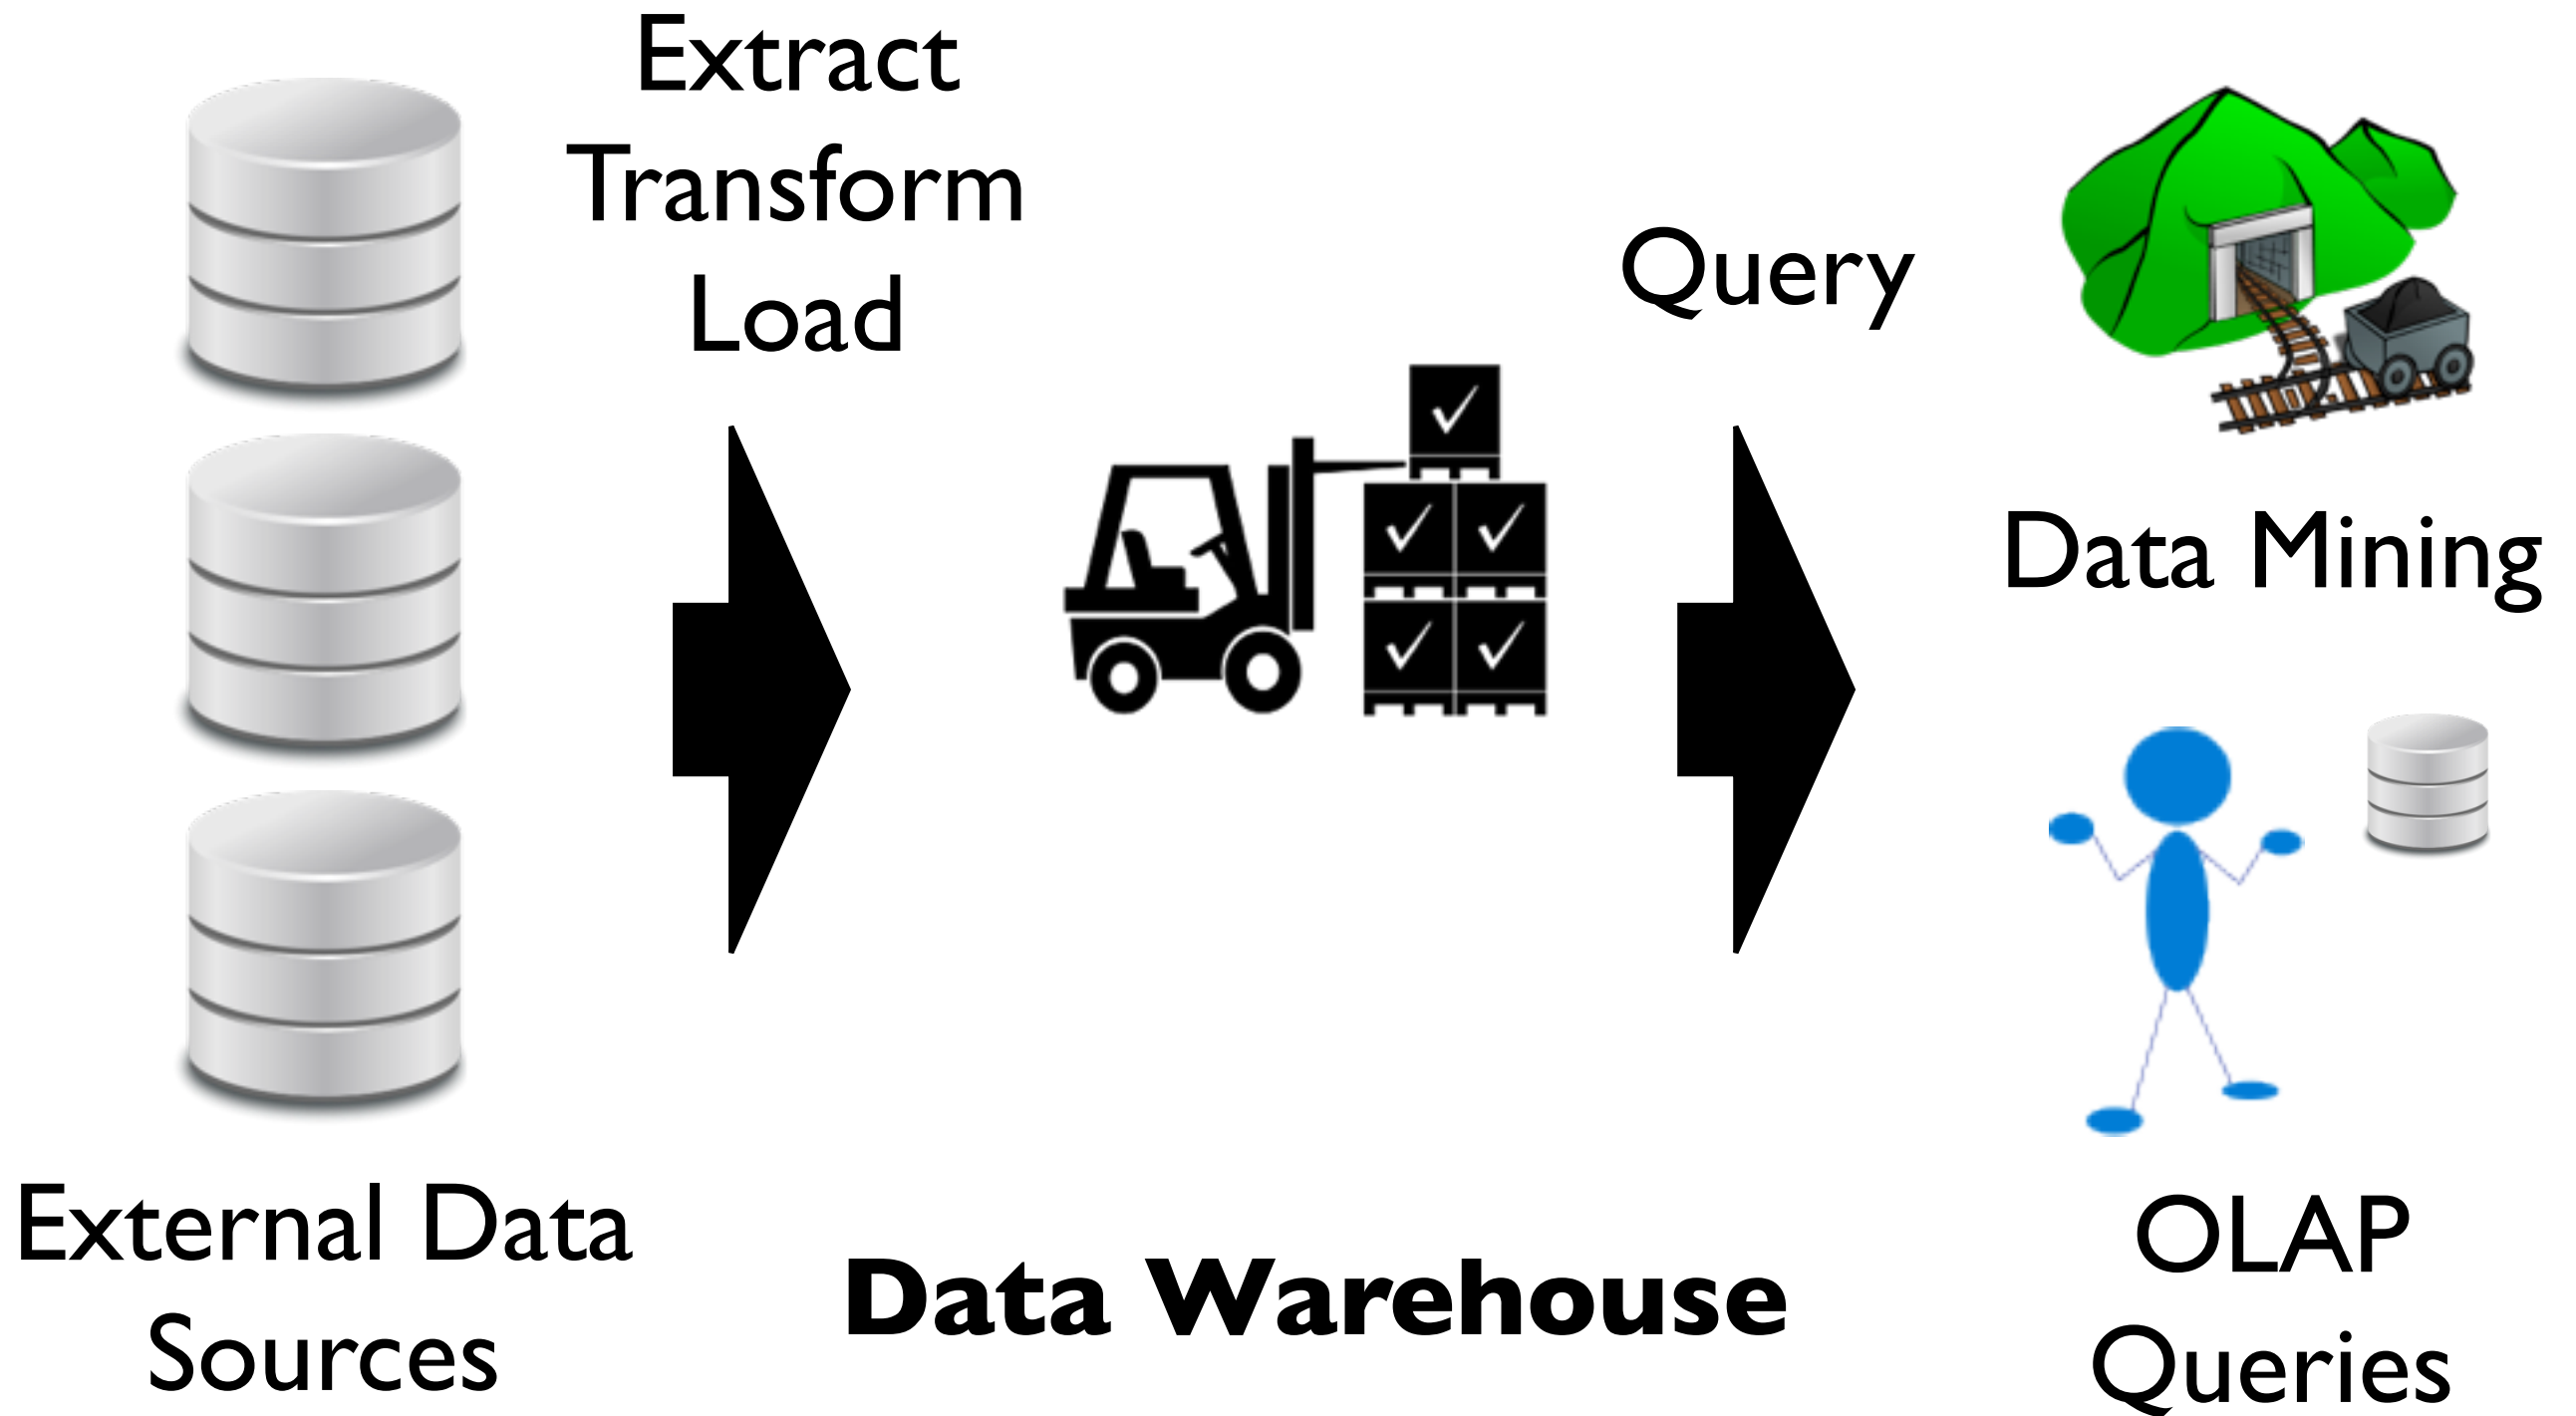 Extract
Transform
Load
Query
Data Mining
External Data
Sources
Data Warehouse
OLAP
Queries